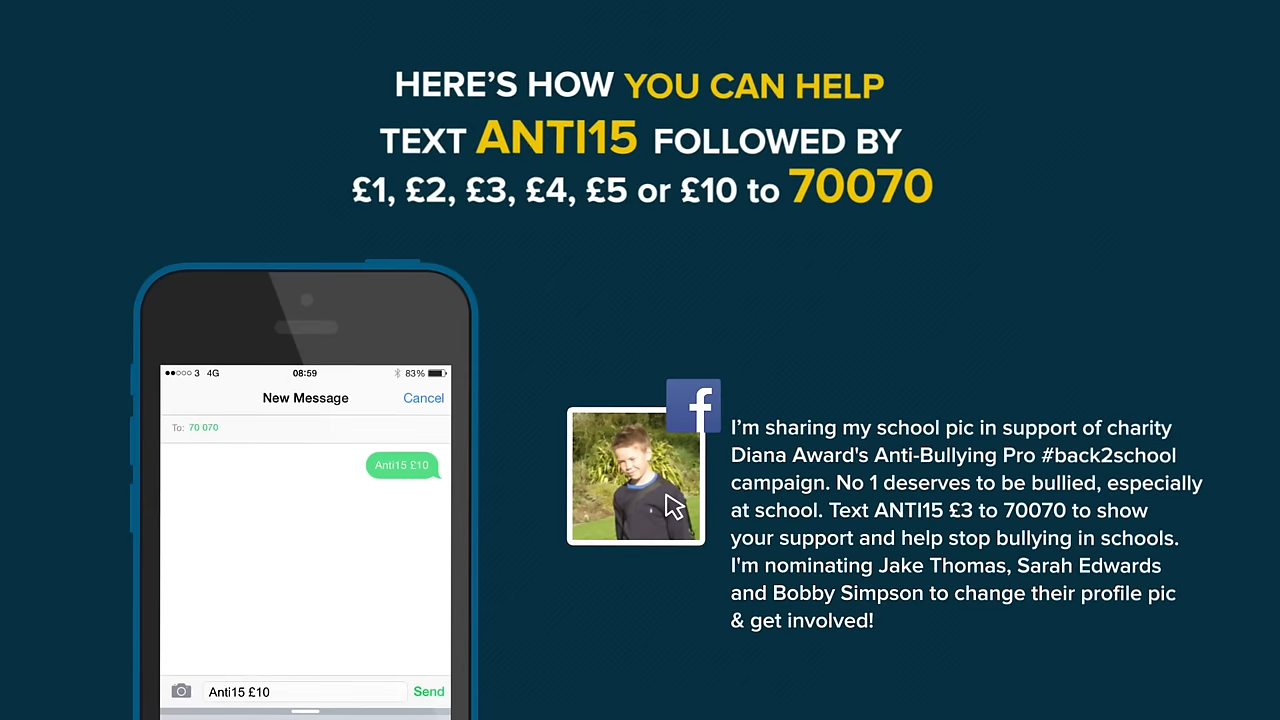 HERE'S HOW YOU CAN HELP
TEXT ANTI15 FOLLOWED BY
£1, £2, £3, £4, £5 or £10 to 70070
3 4G 08:59 83%
New Message Cancel
To: 70 070
Anti15 £10
Anti15 £10 Send
f
I'm sharing my school pic in support of charity
Diana Award's Anti-Bullying Pro #back2school
campaign. No 1 deserves to be bullied, especially
at school. Text ANTI15 £3 to 70070 to show
your support and help stop bullying in schools.
I'm nominating Jake Thomas, Sarah Edwards
and Bobby Simpson to change their profile pic
& get involved!